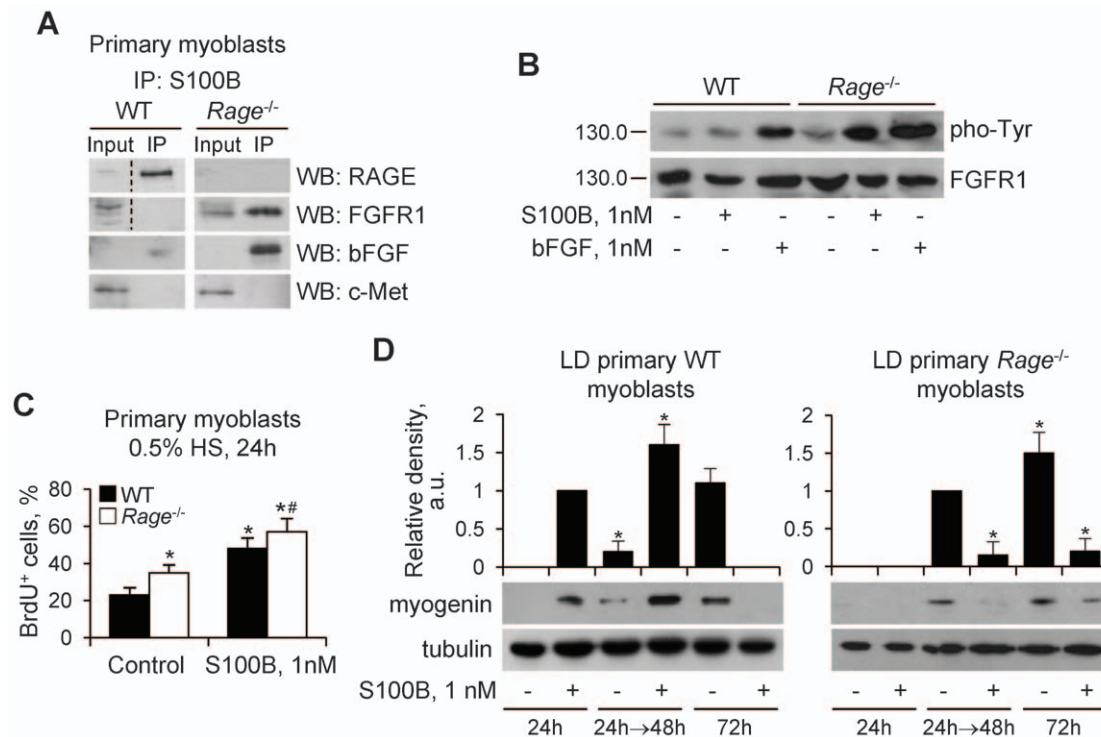 A
Primary myoblasts
IP: S100B
WT Rage-/-
Input IP Input IP
WB: RAGE
WB: FGFR1
WB: bFGF
WB: c-Met
B
WT Rage-/-
130.0 pho-Tyr
130.0 FGFR1
S100B, 1nM - + - - + -
bFGF, 1nM - - + - - +
C
Primary myoblasts
0.5% HS, 24h
BrdU+ cells, %
80
60
40
20
0
WT
Rage-/-
* * *#
Control S100B, 1nM
D
LD primary WT
myoblasts
Relative density,
a.u.
2
1.5
1
0.5
0
* *
myogenin
tubulin
S100B, 1 nM - + - + - +
24h 24h→48h 72h
LD primary Rage-/-
myoblasts
2
1.5
1
0.5
0
* * *
- + - + - +
24h 24h→48h 72h